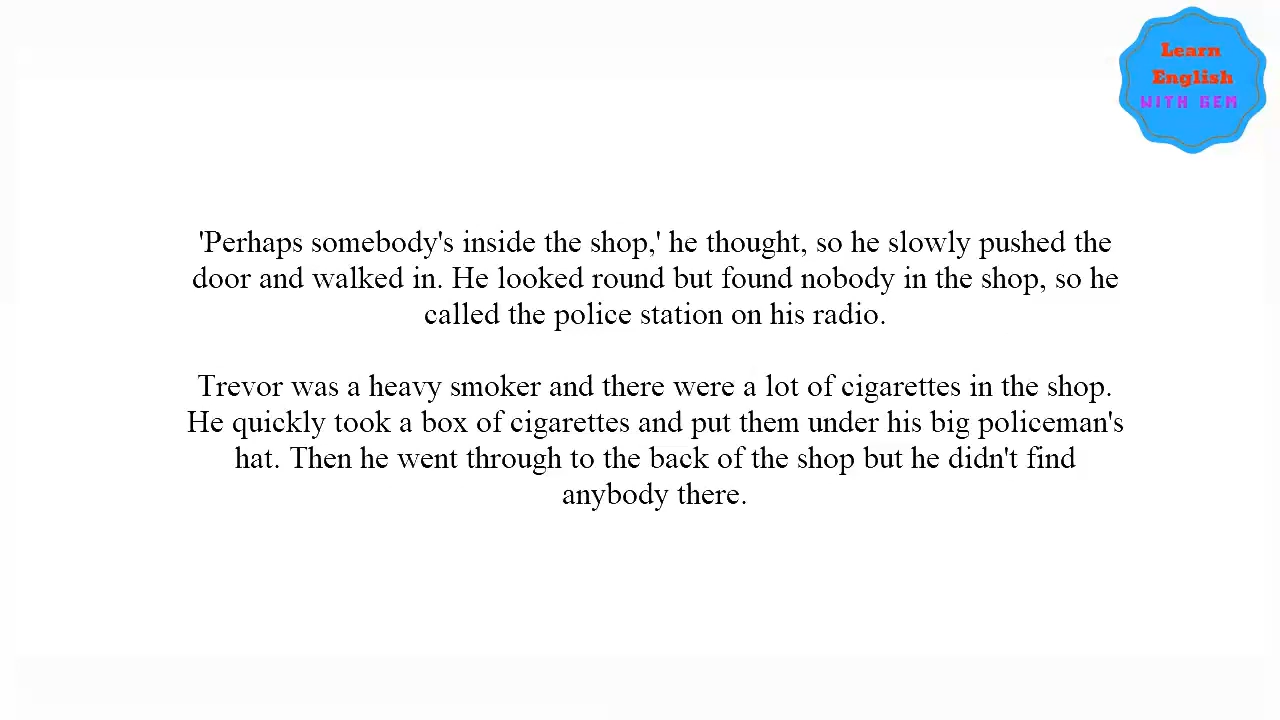 Learn
English
WITH GEM
'Perhaps somebody's inside the shop,' he thought, so he slowly pushed the
door and walked in. He looked round but found nobody in the shop, so he
called the police station on his radio.
Trevor was a heavy smoker and there were a lot of cigarettes in the shop.
He quickly took a box of cigarettes and put them under his big policeman's
hat. Then he went through to the back of the shop but he didn't find
anybody there.